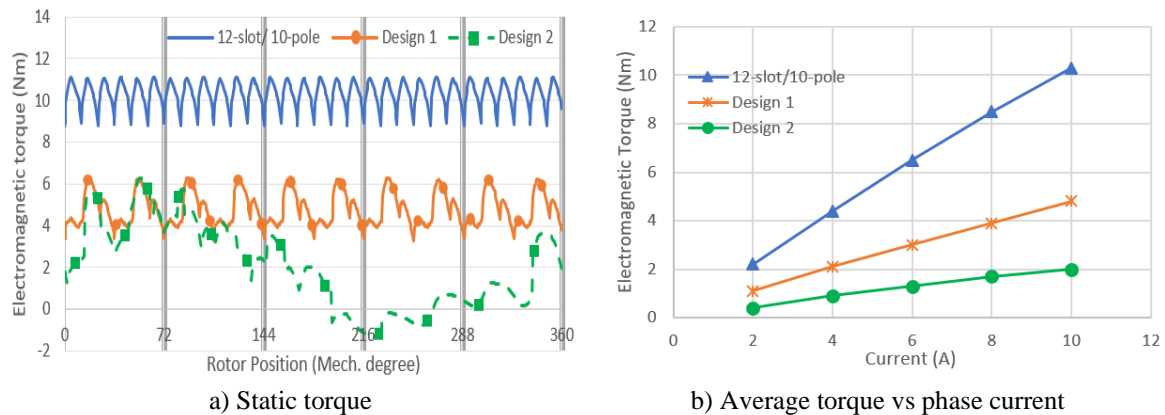 14
12
10
8
6
4
2
0
-2
Electromagnetic torque (Nm)
12-slot/ 10-pole
Design 1
Design 2
0
72
144
216
288
360
Rotor Position (Mech. degree)
a) Static torque
12
10
8
6
4
2
0
Electromagnetic Torque (Nm)
12-slot/10-pole
Design 1
Design 2
0
2
4
6
8
10
12
Current (A)
b) Average torque vs phase current